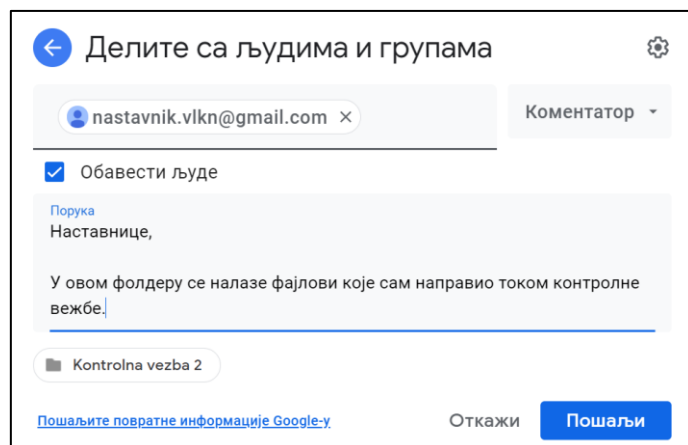 Делите са људима и групама
nastavnik.vlkn@gmail.com
Коментатор
Обавести људе
Порука
Наставнице,
У овом фолдеру се налазе фајлови које сам направио током контролне
вежбе.
Kontrolna vezba 2
Пошаљите повратне информације Google-у
Откажи
Пошаљи